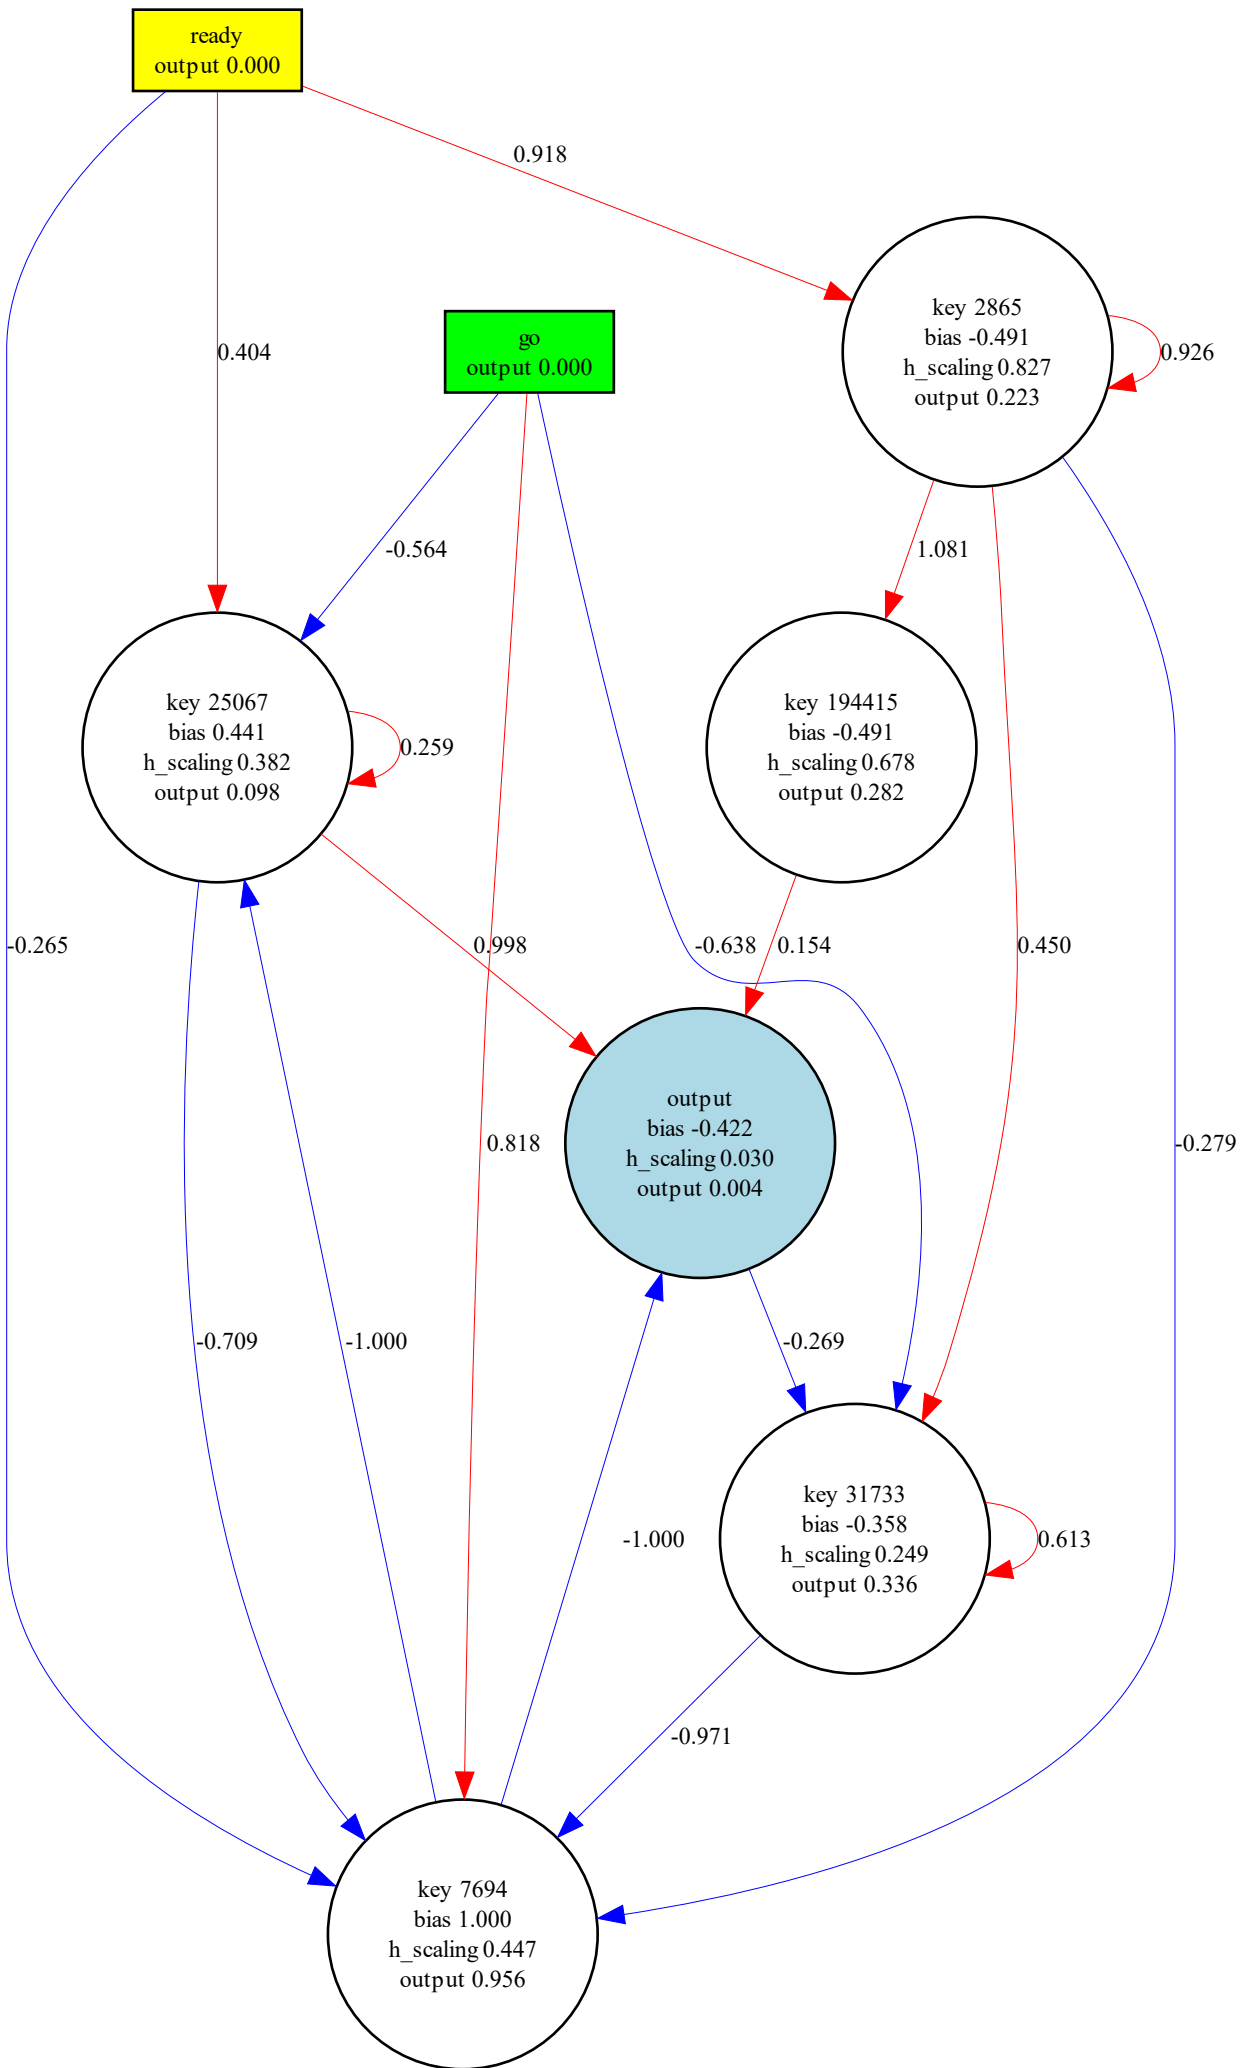 ready
output 0.000
0.918
go
output 0.000
key 2865
bias -0.491
h_scaling 0.827
output 0.223
0.404
0.926
-0.564
1.081
key 25067
bias 0.441
h_scaling 0.382
output 0.098
0.259
key 194415
bias -0.491
h_scaling 0.678
output 0.282
-0.265
0.998
-0.638
0.154
0.450
output
bias -0.422
h_scaling 0.030
output 0.004
0.818
-0.279
-0.709
-1.000
-0.269
key 31733
bias -0.358
h_scaling 0.249
output 0.336
-1.000
0.613
-0.971
key 7694
bias 1.000
h_scaling 0.447
output 0.956